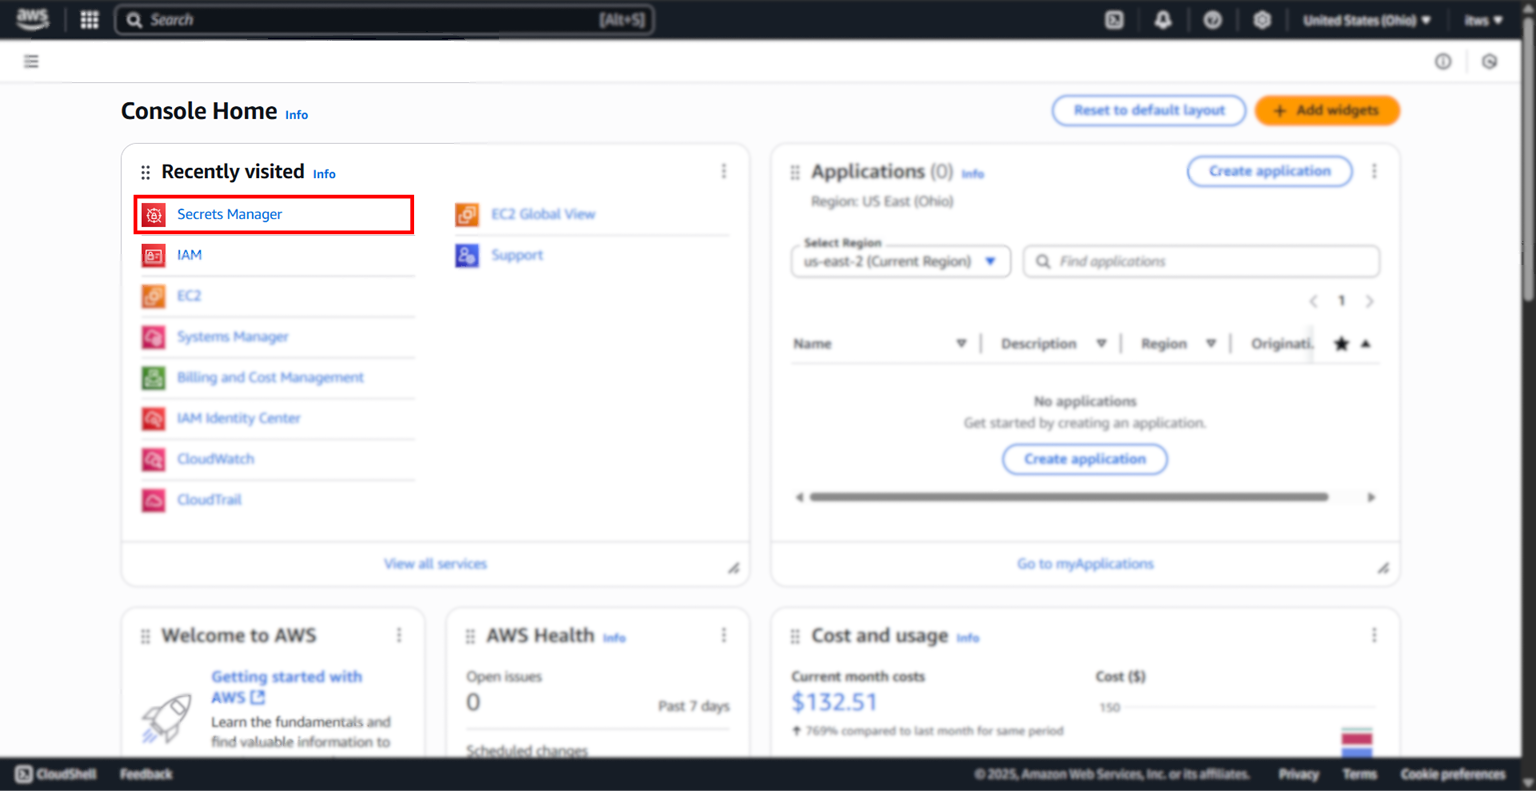 aws
Search
[Alt+S]
United States (Ohio)
itws
Console Home Info
Reset to default layout
+ Add widgets
Recently visited Info
Secrets Manager
IAM
EC2
Systems Manager
Billing and Cost Management
IAM Identity Center
CloudWatch
CloudTrail
EC2 Global View
Support
View all services
Applications (0) Info
Create application
Region: US East (Ohio)
Select Region
us-east-2 (Current Region)
Find applications
1
Name
Description
Region
Originati.
No applications
Get started by creating an application.
Create application
Go to myApplications
Welcome to AWS
Getting started with
AWS
Learn the fundamentals and
find valuable information to
AWS Health Info
Open issues
0
Past 7 days
Scheduled changes
Cost and usage Info
Current month costs
$132.51
769% compared to last month for same period
Cost ($)
150
CloudShell
Feedback
© 2025, Amazon Web Services, Inc. or its affiliates.
Privacy
Terms
Cookie preferences